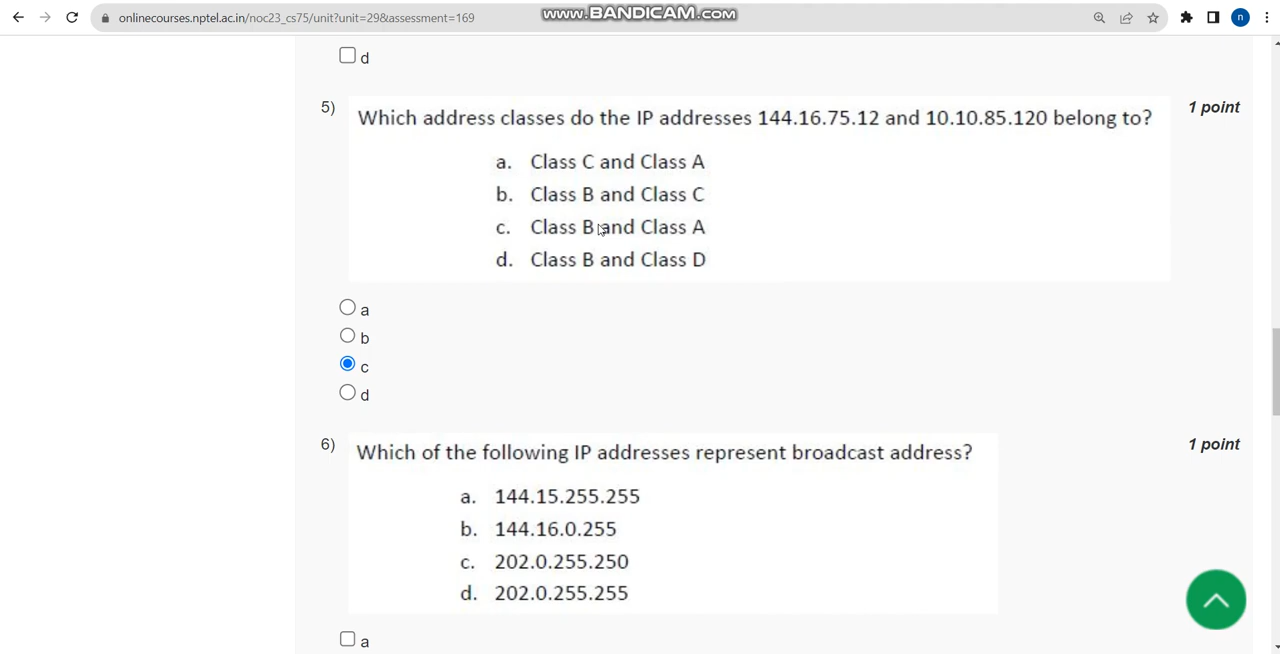 onlinecourses.nptel.ac.in/noc23_cs75/unit?unit=29&assessment=169
www.BANDICAM.com
n
d
5)
Which address classes do the IP addresses 144.16.75.12 and 10.10.85.120 belong to?
1 point
a. Class C and Class A
b. Class B and Class C
c. Class B and Class A
d. Class B and Class D
a
b
c
d
6)
Which of the following IP addresses represent broadcast address?
1 point
a. 144.15.255.255
b. 144.16.0.255
c. 202.0.255.250
d. 202.0.255.255
a